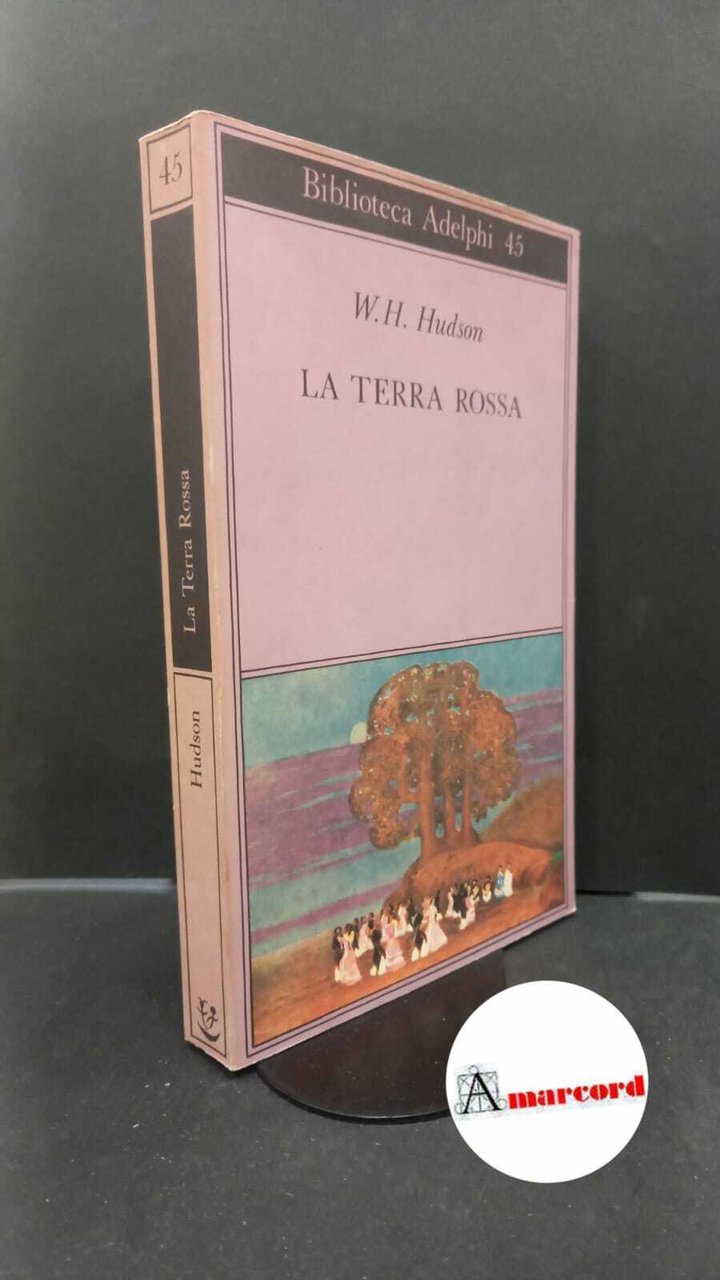 45
La Terra Rossa
Hudson
Biblioteca Adelphi 45
W.H. Hudson
LA TERRA ROSSA
Amarcord